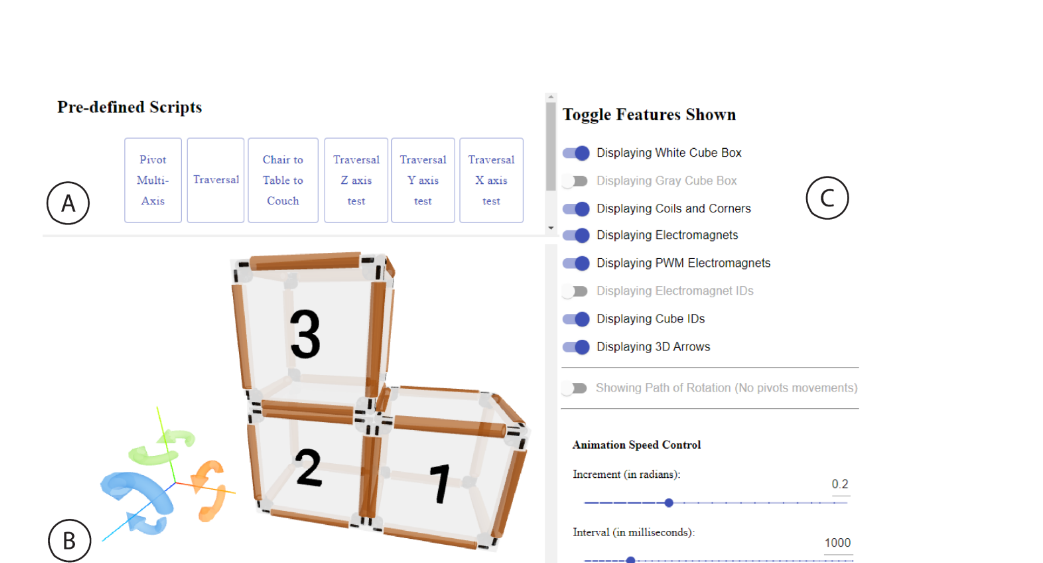 Pre-defined Scripts
Pivot
Multi-
Axis
Traversal
Chair to
Table to
Couch
Traversal
Z axis
test
Traversal
Y axis
test
Traversal
X axis
test
A
3
2
1
B
Toggle Features Shown
Displaying White Cube Box
Displaying Gray Cube Box
Displaying Coils and Corners
Displaying Electromagnets
Displaying PWM Electromagnets
Displaying Electromagnet IDs
Displaying Cube IDs
Displaying 3D Arrows
C
Showing Path of Rotation (No pivots movements)
Animation Speed Control
Increment (in radians):
0.2
Interval (in milliseconds):
1000